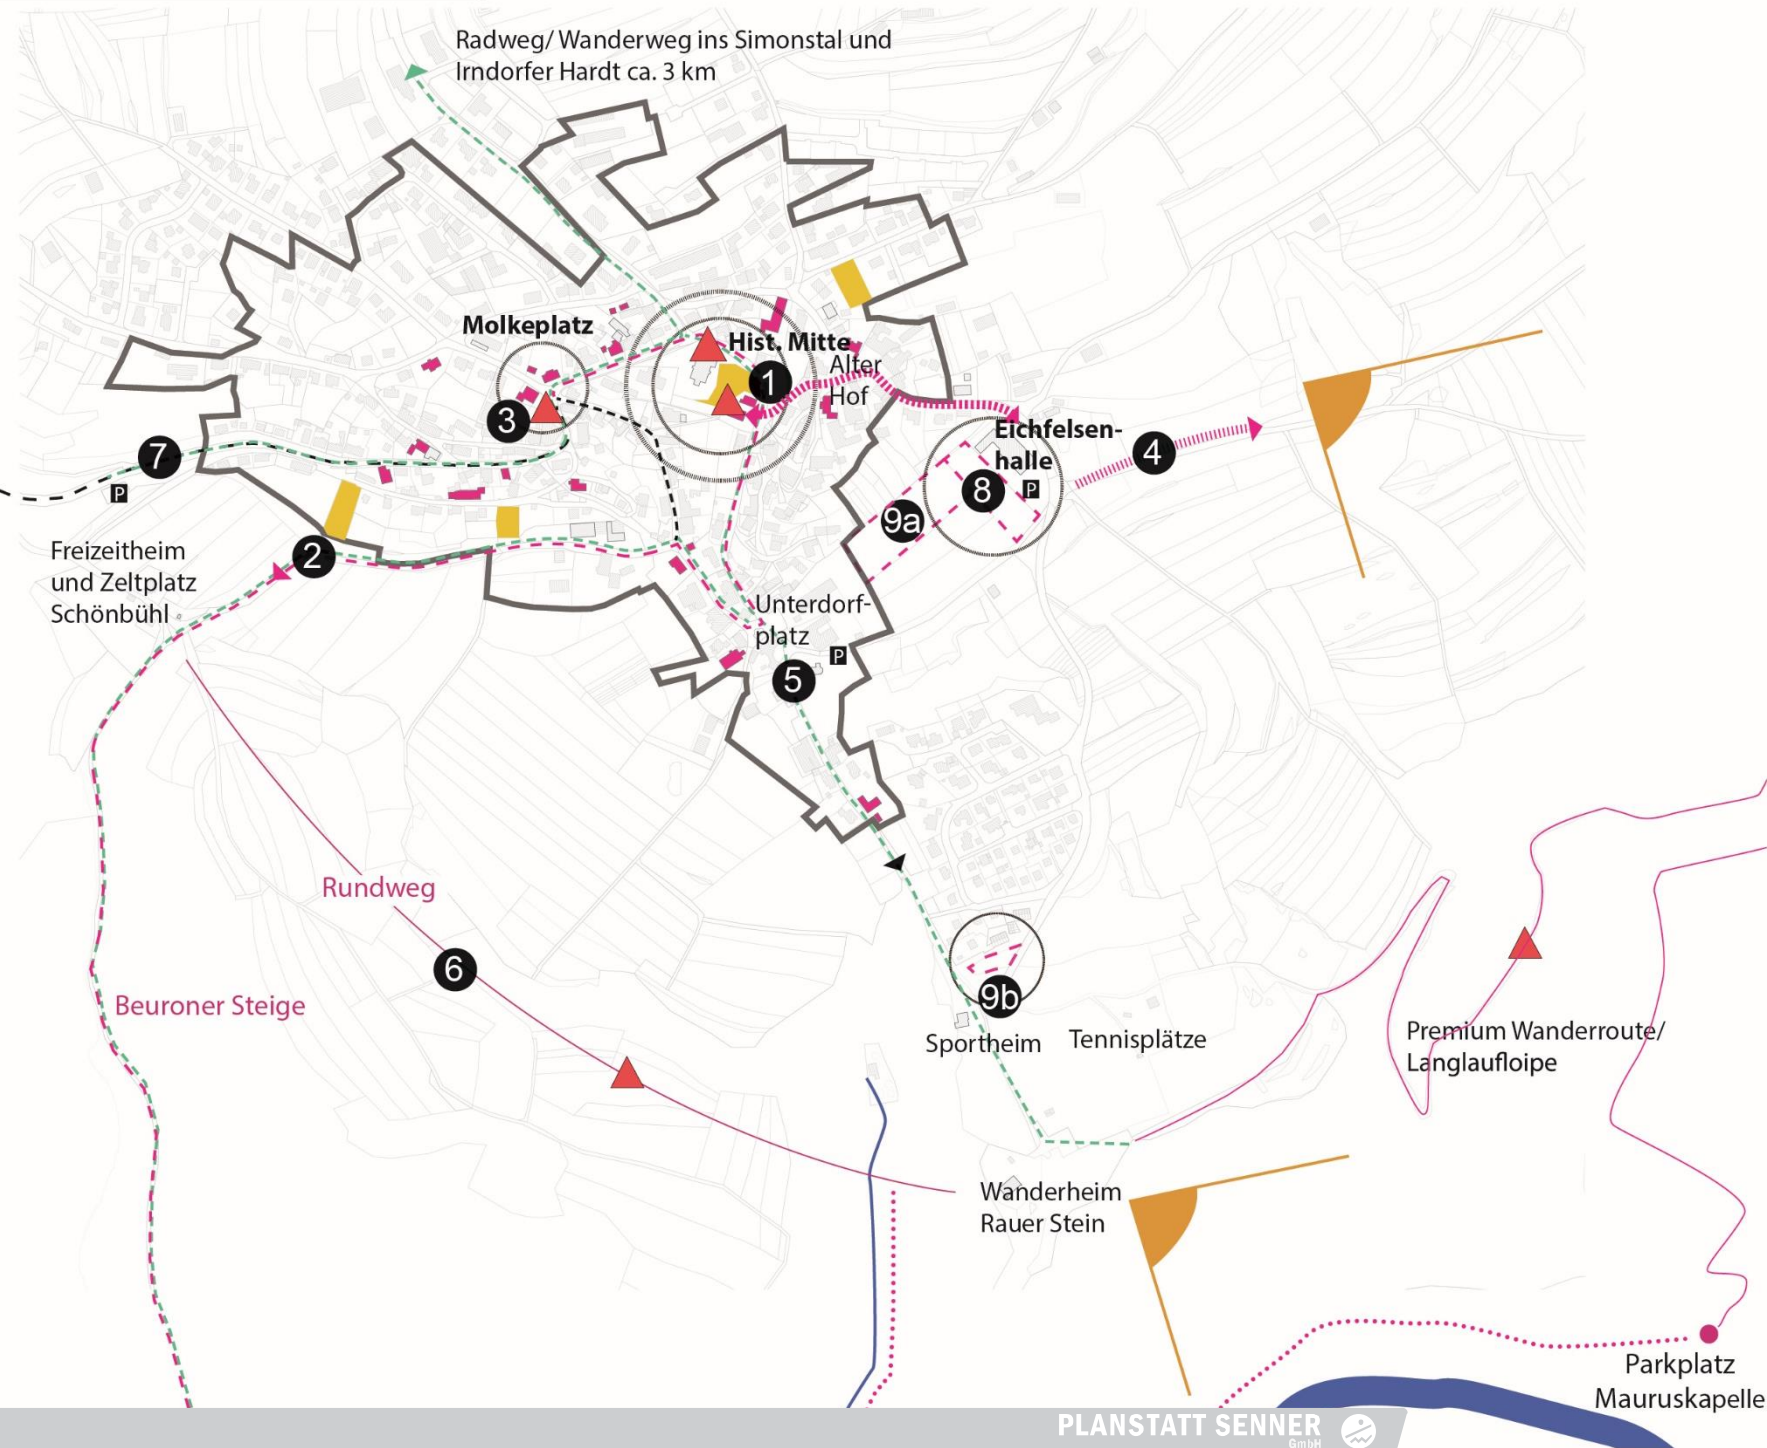 Radweg/ Wanderweg ins Simonstal und
Irndorfer Hardt ca. 3 km
Molkeplatz
Hist. Mitte
1
Alter
Hof
3
Eichfelsen-
halle
4
7
P
8
P
9a
2
Freizeitheim
und Zeltplatz
Schönbühl
Unterdorf-
platz
P
5
Rundweg
6
Beuroner Steige
9b
Sportheim
Tennisplätze
Premium Wanderroute/
Langlaufloipe
Wanderheim
Rauer Stein
Parkplatz
Mauruskapelle
PLANSTATT SENNER
GmbH